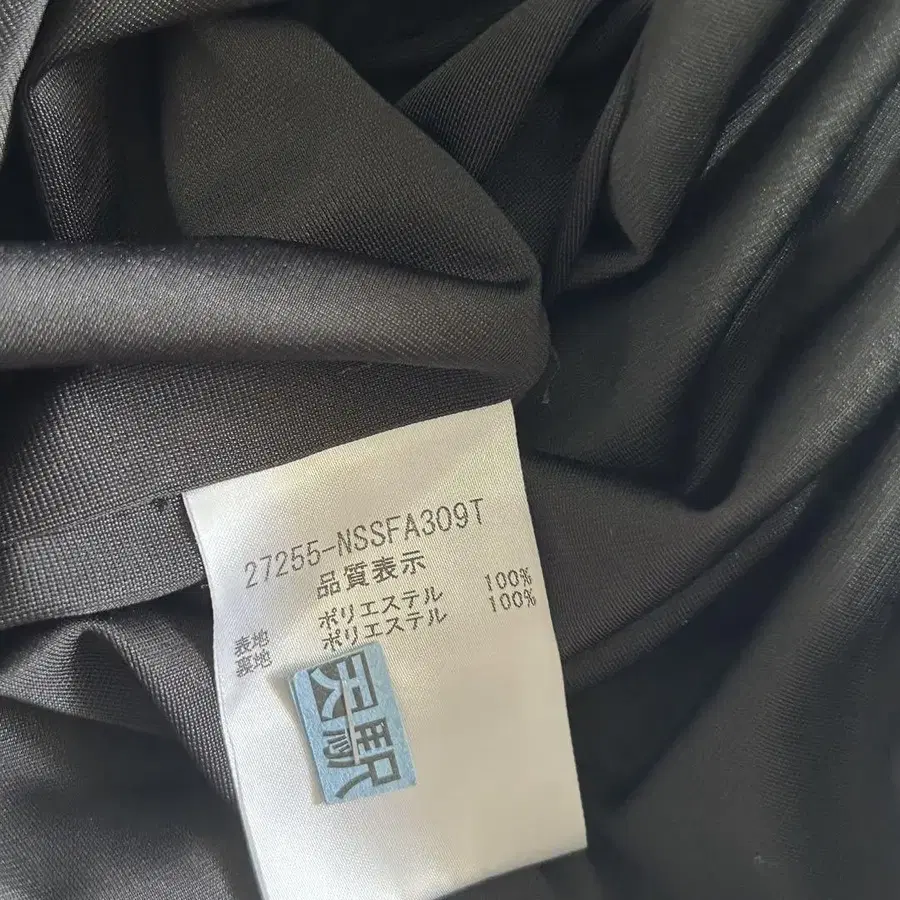 27255-NSSFA309T
品質表示
表地 ポリエステル 100%
裏地 ポリエステル 100%